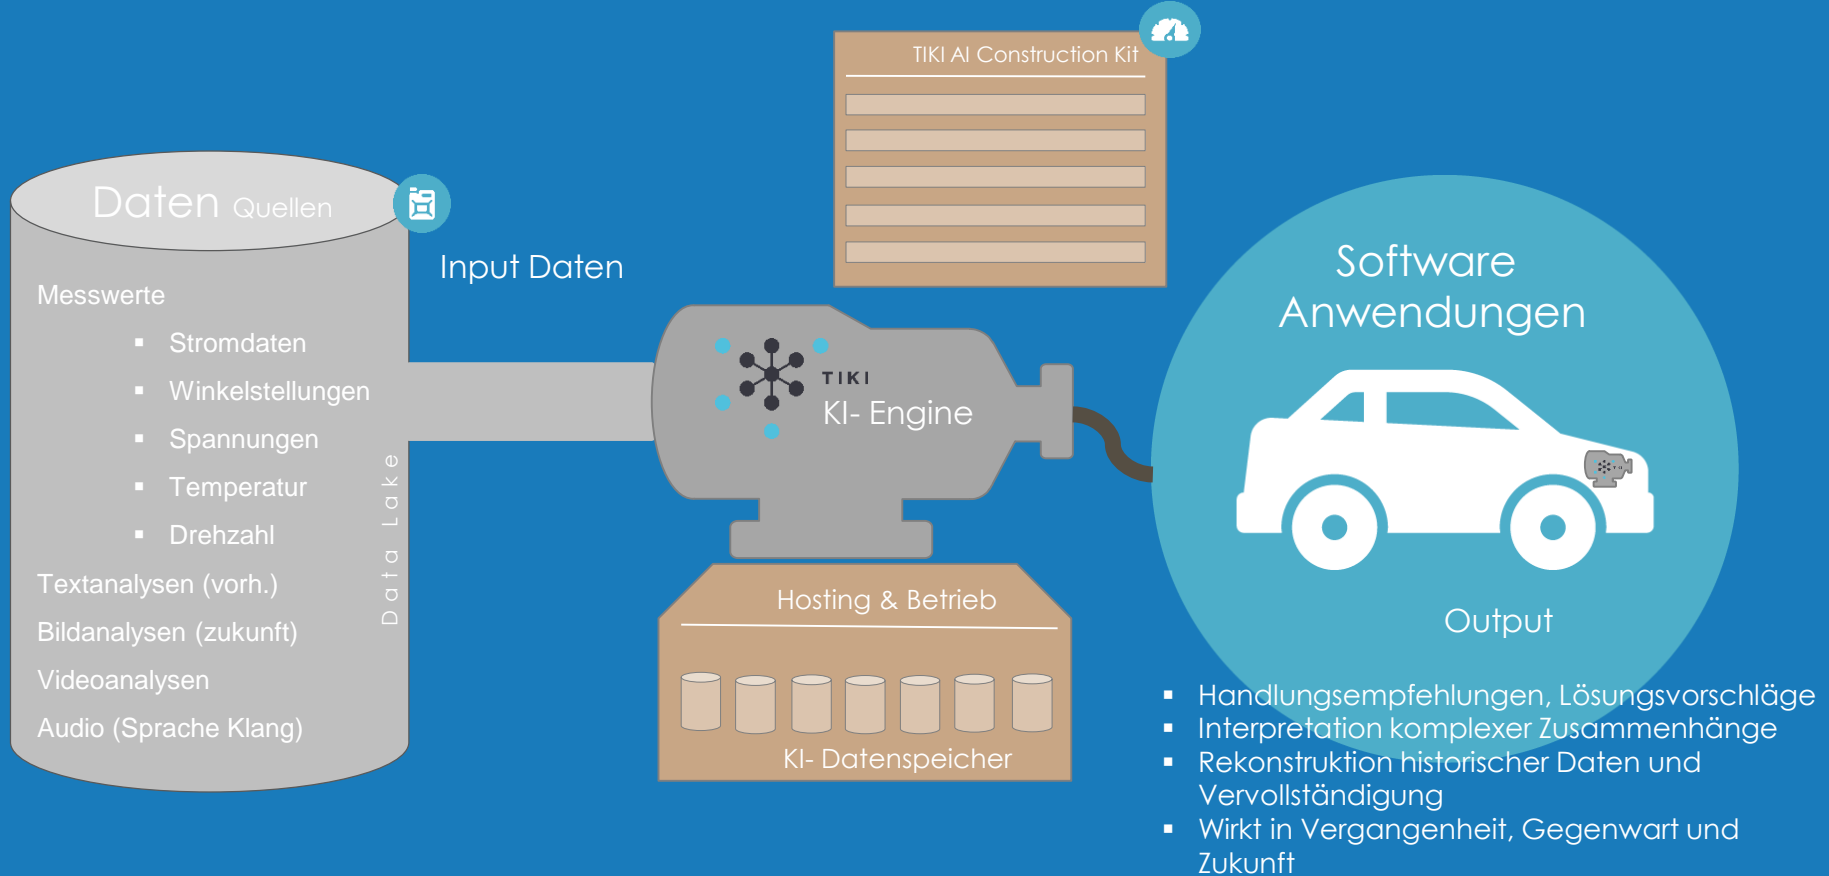 TIKI AI Construction Kit
Daten Quellen
Input Daten
Messwerte
▪ Stromdaten
▪ Winkelstellungen
▪ Spannungen
▪ Temperatur
▪ Drehzahl
Textanalysen (vorh.)
Bildanalysen (zukunft)
Videoanalysen
Audio (Sprache Klang)
Data Lake
TIKI
KI- Engine
Hosting & Betrieb
KI- Datenspeicher
Software
Anwendungen
Output
▪ Handlungsempfehlungen, Lösungsvorschläge
▪ Interpretation komplexer Zusammenhänge
▪ Rekonstruktion historischer Daten und
Vervollständigung
▪ Wirkt in Vergangenheit, Gegenwart und
Zukunft